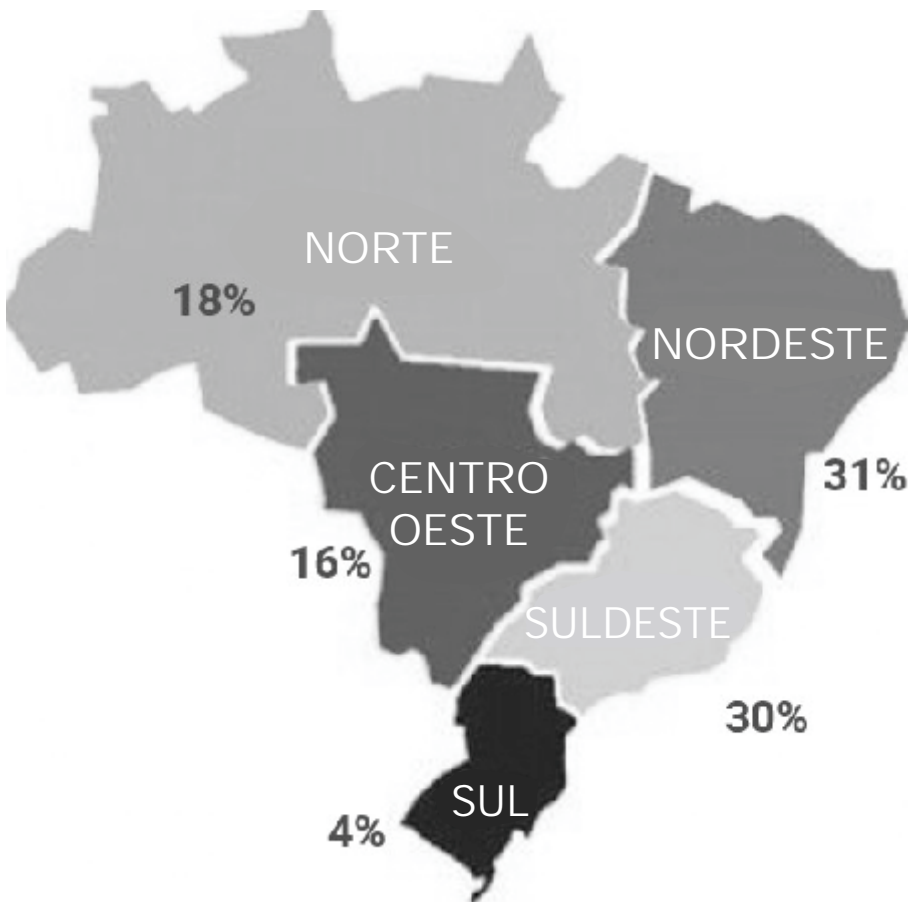 NORTE
18%
NORDESTE
31%
CENTRO
OESTE
16%
SULDESTE
30%
SUL
4%